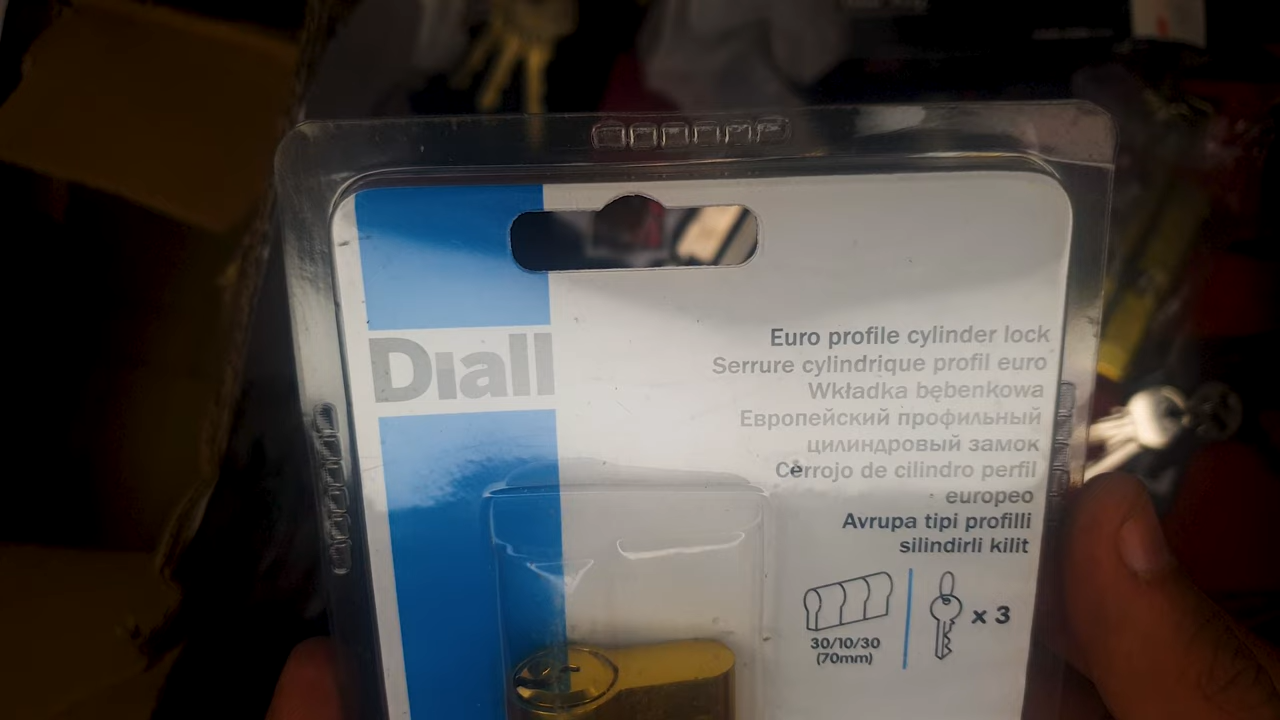 Diall
Euro profile cylinder lock
Serrure cylindrique profil euro
Wkładka bębenkowa
Европейский профильный
цилиндровый замок
Cerrojo de cilindro perfil
europeo
Avrupa tipi profilli
silindirli kilit
30/10/30
(70mm)
x 3